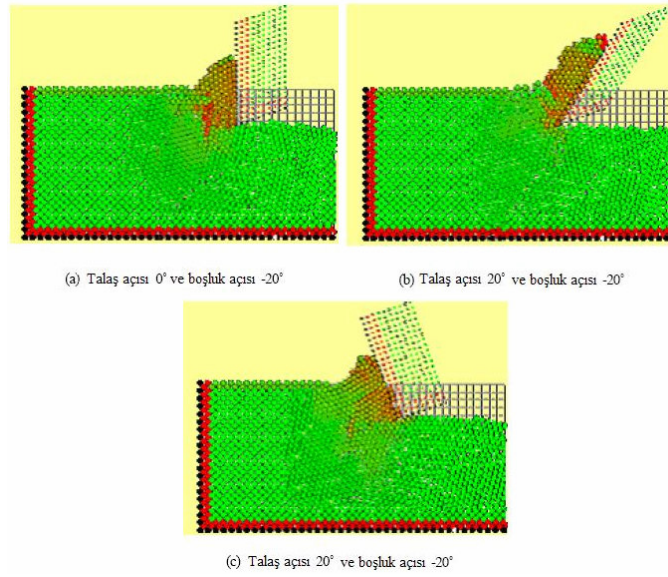 (a) Talaş açısı 0° ve boşluk açısı -20°
(b) Talaş açısı 20° ve boşluk açısı -20°
(c) Talaş açısı 20° ve boşluk açısı -20°